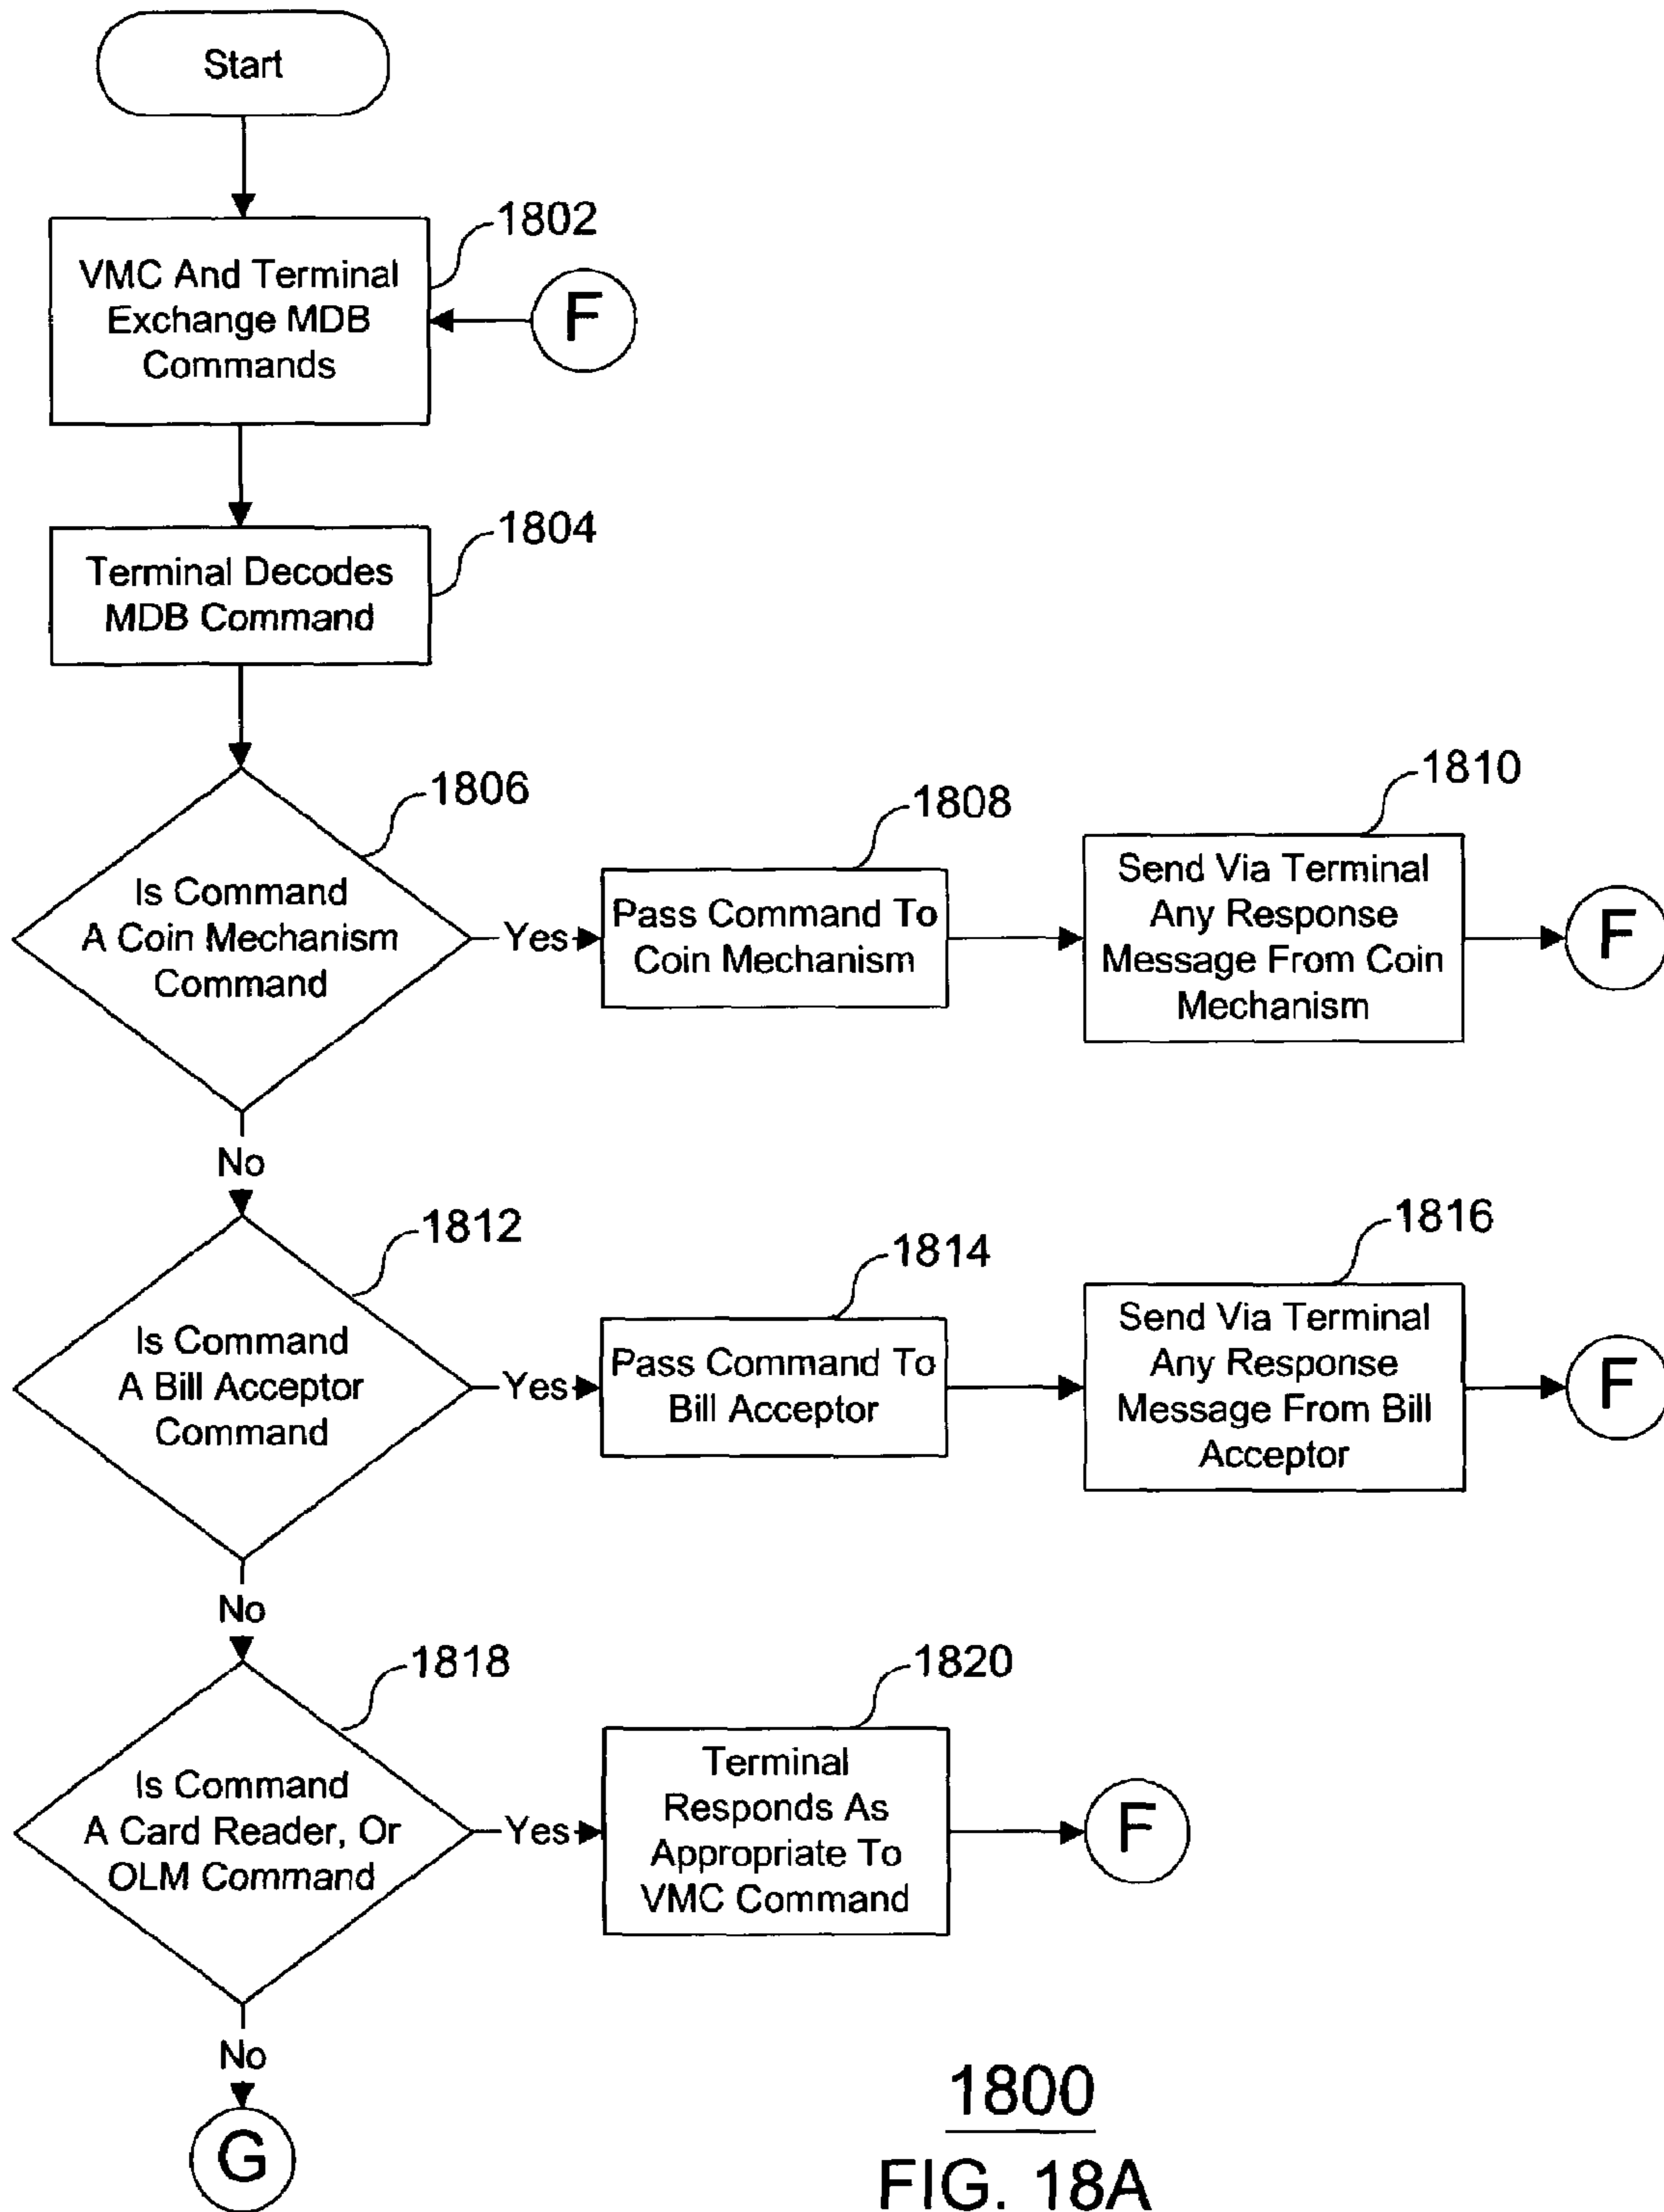 Start
1802
VMC And Terminal
Exchange MDB
Commands
F
1804
Terminal Decodes
MDB Command
1806
Is Command
A Coin Mechanism
Command
Yes
1808
Pass Command To
Coin Mechanism
1810
Send Via Terminal
Any Response
Message From Coin
Mechanism
F
No
1812
Is Command
A Bill Acceptor
Command
Yes
1814
Pass Command To
Bill Acceptor
1816
Send Via Terminal
Any Response
Message From Bill
Acceptor
F
No
1818
Is Command
A Card Reader, Or
OLM Command
Yes
1820
Terminal
Responds As
Appropriate To
VMC Command
F
No
G
1800
FIG. 18A